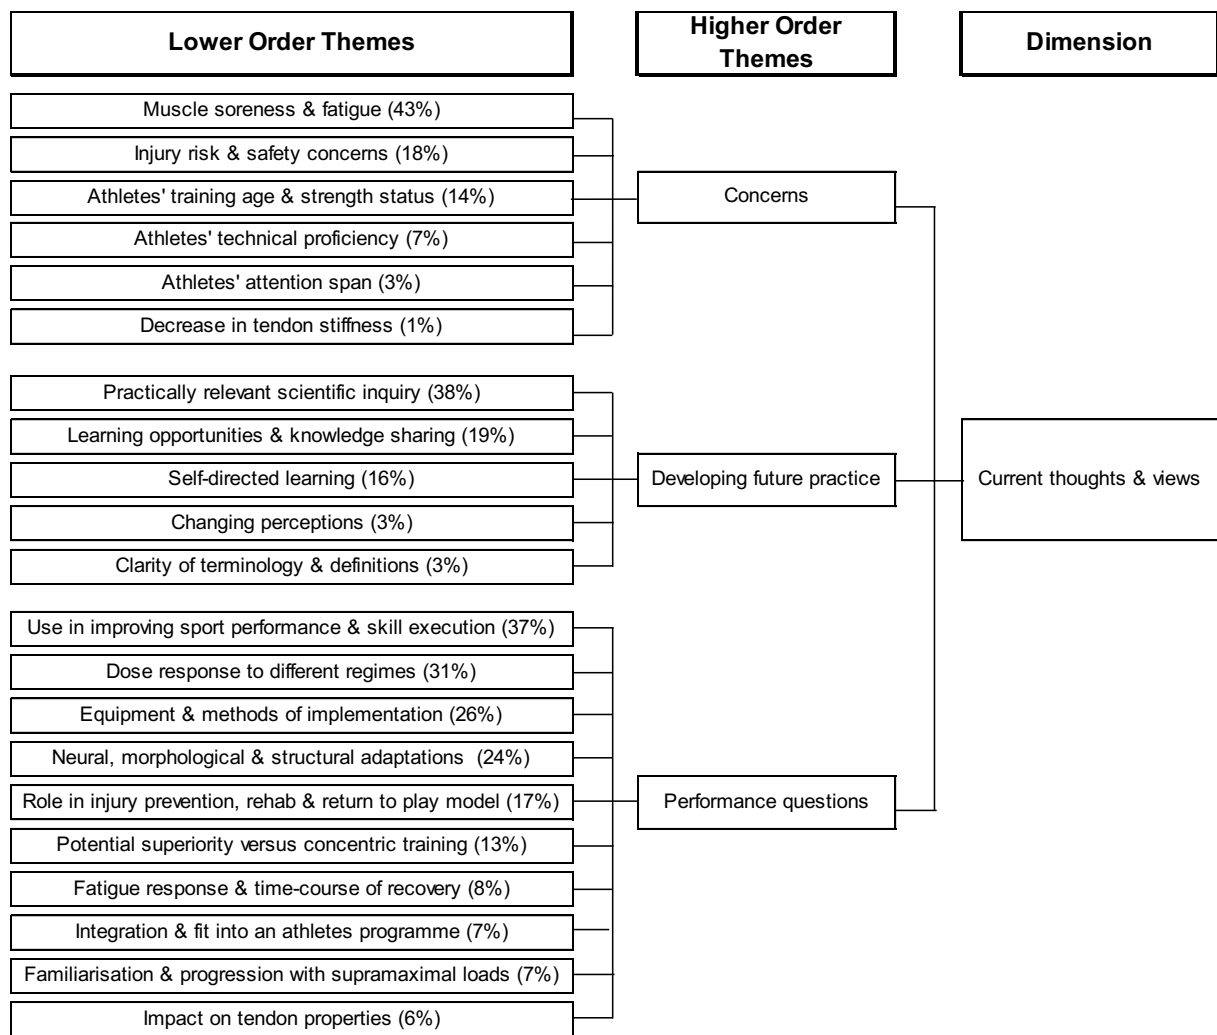 Lower Order Themes
Higher Order
Themes
Dimension
Muscle soreness & fatigue (43%)
Injury risk & safety concerns (18%)
Athletes' training age & strength status (14%)
Athletes' technical proficiency (7%)
Athletes' attention span (3%)
Decrease in tendon stiffness (1%)
Concerns
Practically relevant scientific inquiry (38%)
Learning opportunities & knowledge sharing (19%)
Self-directed learning (16%)
Changing perceptions (3%)
Clarity of terminology & definitions (3%)
Developing future practice
Current thoughts & views
Use in improving sport performance & skill execution (37%)
Dose response to different regimes (31%)
Equipment & methods of implementation (26%)
Neural, morphological & structural adaptations (24%)
Role in injury prevention, rehab & return to play model (17%)
Potential superiority versus concentric training (13%)
Fatigue response & time-course of recovery (8%)
Integration & fit into an athletes programme (7%)
Familiarisation & progression with supramaximal loads (7%)
Impact on tendon properties (6%)
Performance questions